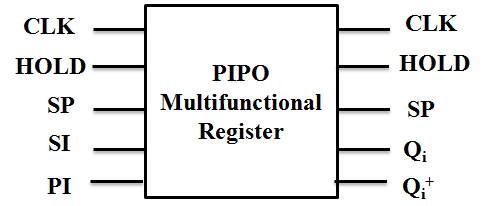 CLK
HOLD
SP
SI
PI
PIPO
Multifunctional
Register
CLK
HOLD
SP
Qi
Qi+